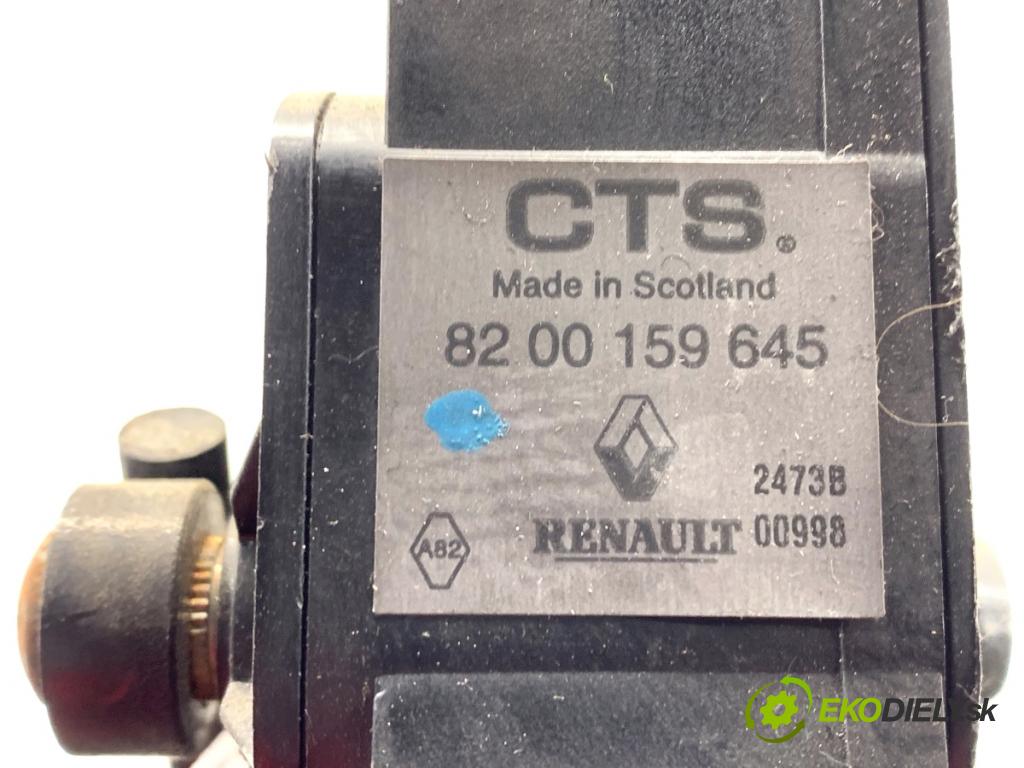 CTS®
Made in Scotland
82 00 159 645
2473B
A82
RENAULT
00998
EKODIELY.sk